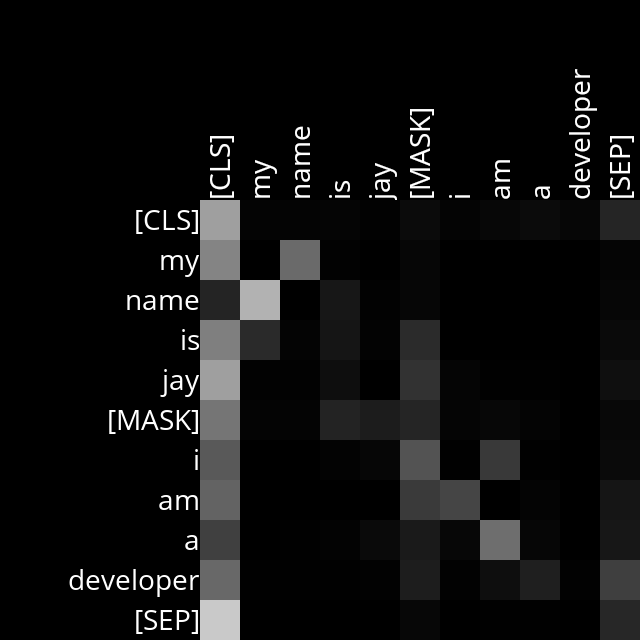 [CLS]
my
name
is
jay
[MASK]
i
am
a
developer
[SEP]
[CLS]
my
name
is
jay
[MASK]
i
am
a
developer
[SEP]